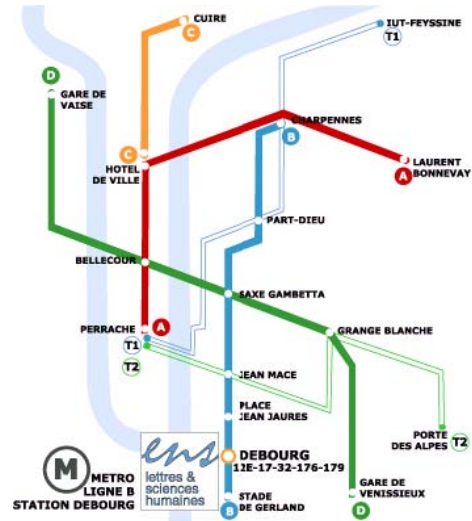 CUIRE
C
IUT-FEYSSINE
T1
D
GARE DE
VAISE
CHARPENNES
B
C
HOTEL
DE VILLE
LAURENT
BONNEVAY
A
PART-DIEU
BELLECOUR
SAXE GAMBETTA
PERRACHE
A
T1
T2
GRANGE BLANCHE
JEAN MACE
PLACE
JEAN JAURES
PORTE
DES ALPES
T2
M
METRO
LIGNE B
STATION DEBOURG
ens
lettres &
sciences
humaines
DEBOURG
12E-17-32-176-179
STADE
DE GERLAND
B
GARE DE
VENISSIEUX
D